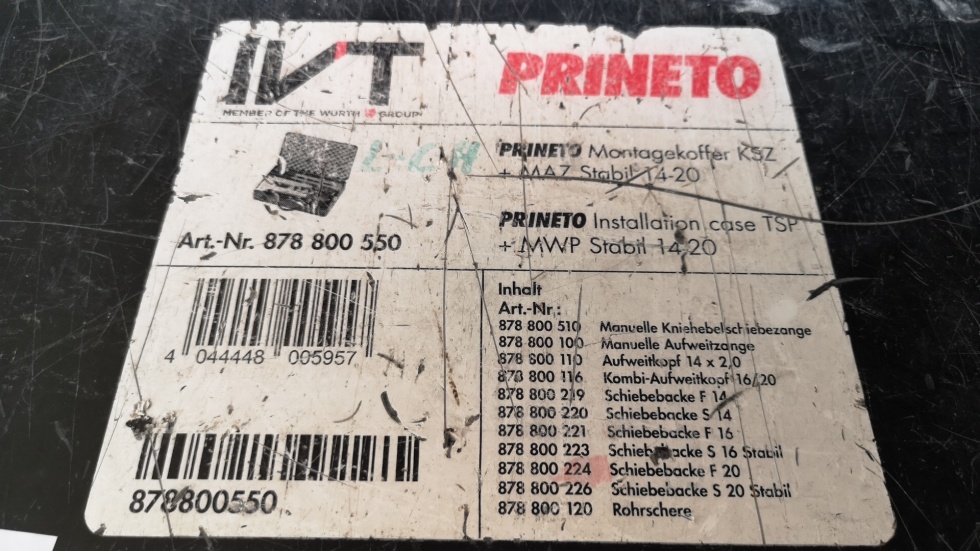 IVT
MEMBER OF THE WÜRTH GROUP
PRINETO
PRINETO Montagekoffer KSZ
+ MAZ Stabil 14-20
PRINETO Installation case TSP
+ MWP Stabil 14-20
Art.-Nr. 878 800 550
4 044448 005957
878800550
Inhalt
Art.-Nr.:
878 800 510 Manuelle Kniehebelschiebezange
878 800 100 Manuelle Aufweitzange
878 800 110 Aufweitkopf 14 x 2,0
878 800 116 Kombi-Aufweitkopf 16/20
878 800 219 Schiebebacke F 14
878 800 220 Schiebebacke S 14
878 800 221 Schiebebacke F 16
878 800 223 Schiebebacke S 16 Stabil
878 800 224 Schiebebacke F 20
878 800 226 Schiebebacke S 20 Stabil
878 800 120 Rohrschere